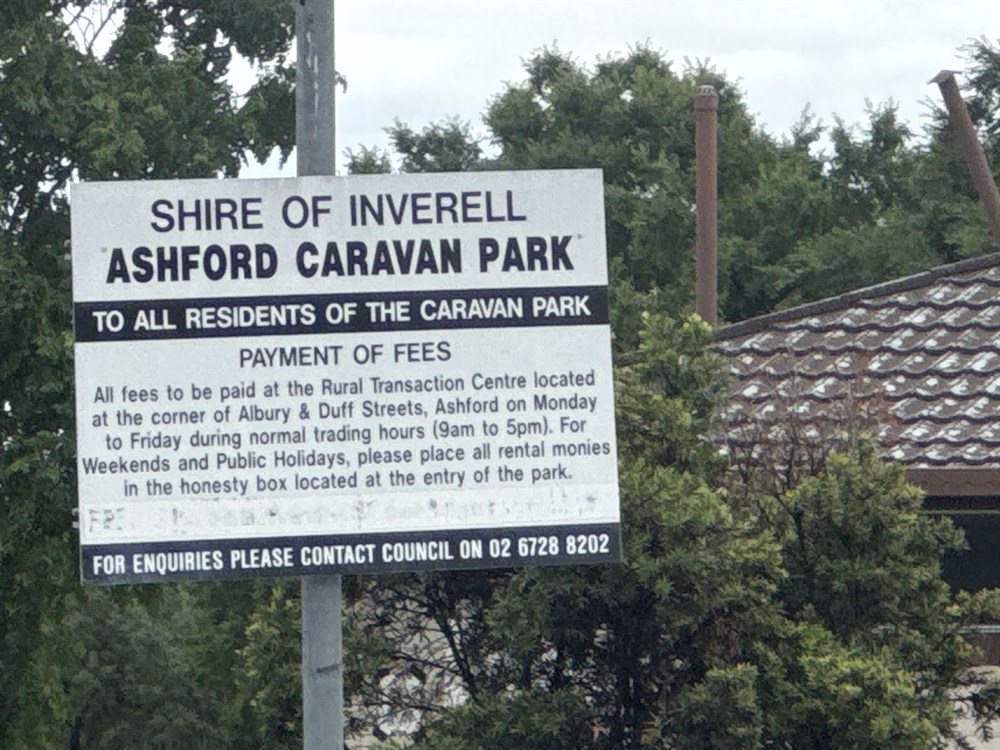 SHIRE OF INVERELL
"ASHFORD CARAVAN PARK"
TO ALL RESIDENTS OF THE CARAVAN PARK
PAYMENT OF FEES
All fees to be paid at the Rural Transaction Centre located
at the corner of Albury & Duff Streets, Ashford on Monday
to Friday during normal trading hours (9am to 5pm). For
Weekends and Public Holidays, please place all rental monies
in the honesty box located at the entry of the park.
FOR ENQUIRIES PLEASE CONTACT COUNCIL ON 02 6728 8202